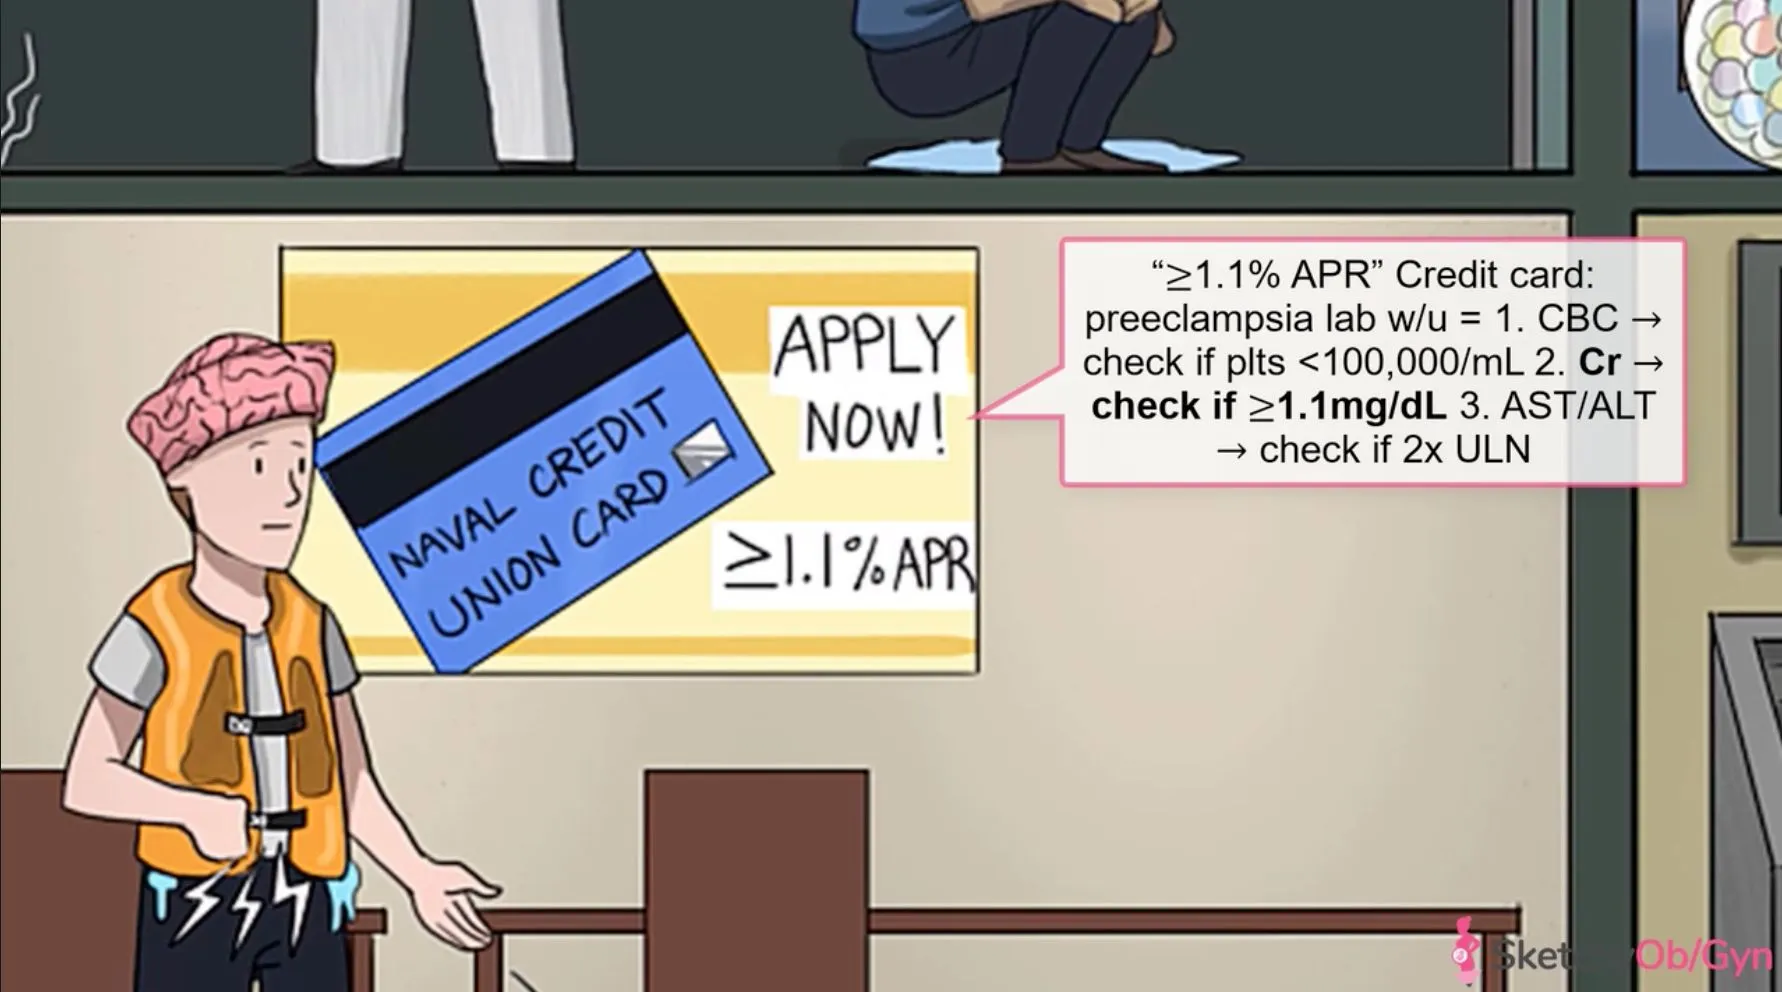 APPLY
NOW!
NAVAL CREDIT
UNION CARD
≥1.1% APR
“≥1.1% APR” Credit card:
preeclampsia lab w/u = 1. CBC →
check if plts <100,000/mL 2. Cr →
check if ≥1.1mg/dL 3. AST/ALT
→ check if 2x ULN
Ob/Gyn